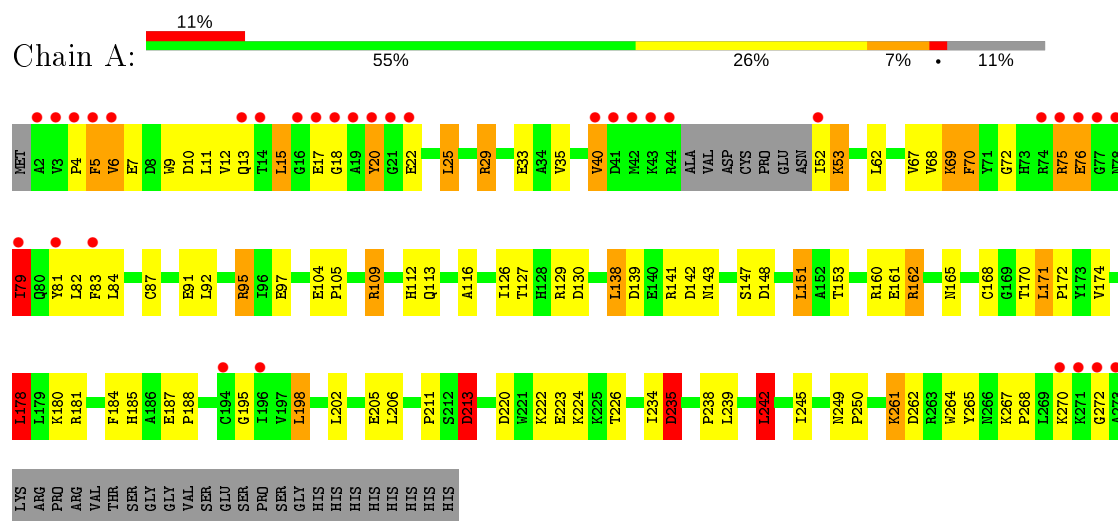 11%
Chain A:
55% 26% 7% • 11%
MET A2 V3 P4 F5 V6 E7 D8 W9 D10 L11 V12 Q13 T14 L15 G16 E17 G18 A19 Y20 G21 E22 L25 R29 E33 A34 V35 V40 D41 M42 K43 R44 ALA VAL ASP CYS PRO GLU ASN I52 K53 L62 V67 V68 K69 F70 Y71 G72 H73 R74 R75 E76 G77 N78
I79 Q80 Y81 L82 F83 L84 C87 E91 L92 R95 I96 E97 E104 P105 R109 H112 Q113 A116 I126 T127 H128 R129 D130 L138 D139 E140 R141 D142 N143 S147 D148 L151 A152 T153 R160 E161 R162 N165 C168 G169 T170 L171 P172 Y173 V174
L178 L179 K180 R181 F184 H185 A186 E187 P188 C194 G195 I196 V197 L198 L202 E205 L206 P211 S212 D213 D220 W221 K222 E223 K224 K225 T226 I234 D235 P238 L239 L242 I245 N249 P250 K261 D262 R263 W264 Y265 N266 K267 P268 L269 K270 K271 G272 A273
LYS ARG PRO ARG VAL THR SER GLY GLY VAL SER GLU SER PRO SER GLY HIS HIS HIS HIS HIS HIS HIS HIS